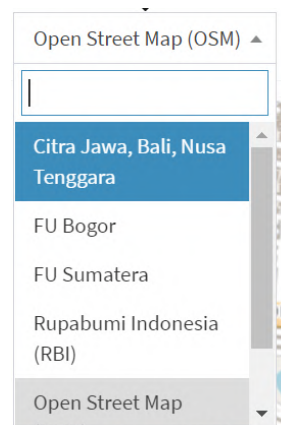 Open Street Map (OSM)
Citra Jawa, Bali, Nusa
Tenggara
FU Bogor
FU Sumatera
Rupabumi Indonesia
(RBI)
Open Street Map